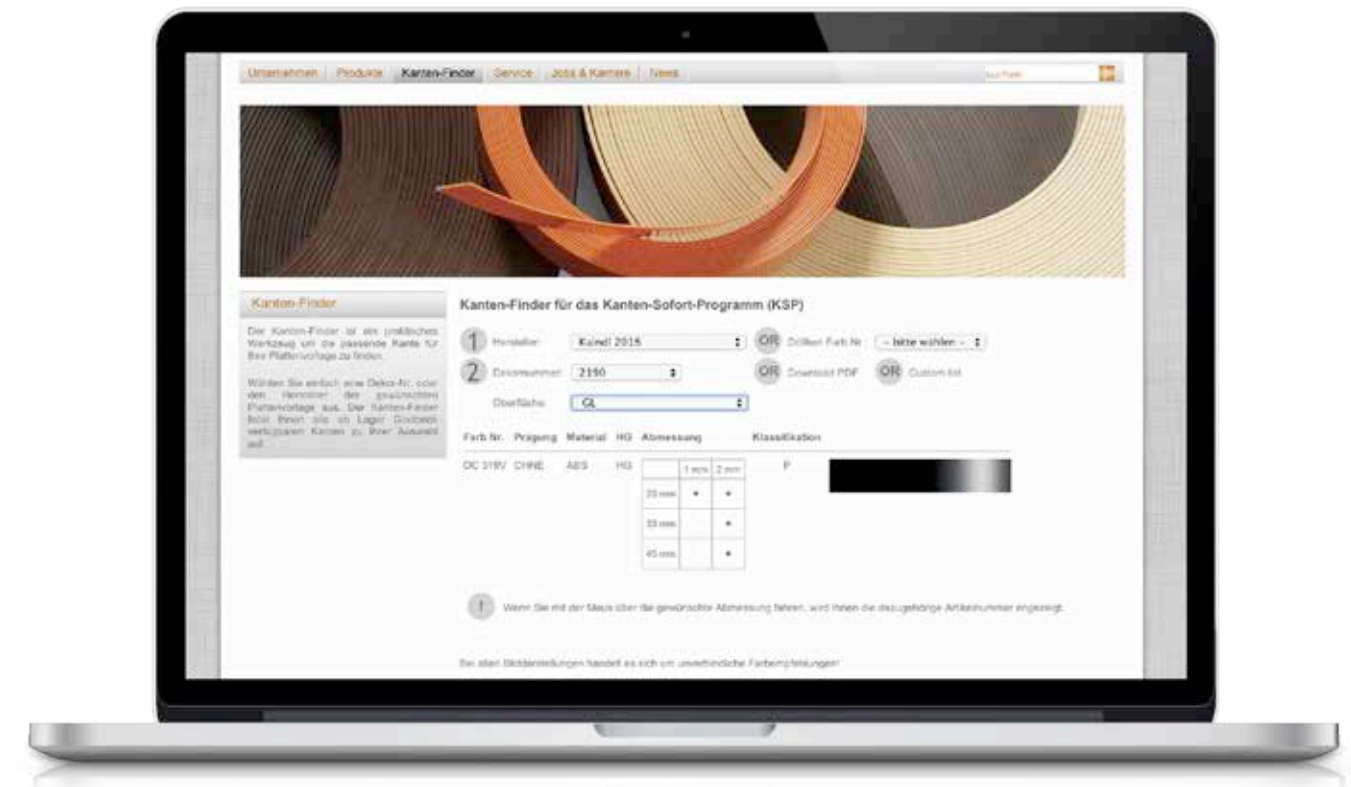 Unternehmen Produkte Kanten-Finder Service Jobs & Karriere News
Kanten-Finder
Der Kanten-Finder ist ein praktisches
Werkzeug um die passende Kante für
Ihre Plattenvorlage zu finden.
Wählen Sie einfach eine Dekor-Nr. oder
den Hersteller der gewünschten
Plattenvorlage aus. Der Kanten-Finder
listet Ihnen alle ab Lager
verfügbaren Kanten zu Ihrer Auswahl
auf.
Kanten-Finder für das Kanten-Sofort-Programm (KSP)
1 Hersteller: Kaindl 2016 OR Döllken Farb Nr. - bitte wählen -
2 Dekornummer: 2190 OR Download PDF OR Custom list
Oberfläche: GL
Farb Nr. Prägung Material HG Abmessung Klassifikation
DC 319V CHNE ABS HG 1 mm 2 mm P
23 mm • •
33 mm •
45 mm •
! Wenn Sie mit der Maus über die gewünschte Abmessung fahren, wird Ihnen die dazugehörige Artikelnummer angezeigt.
Bei allen Bilddarstellungen handelt es sich um unverbindliche Farbempfehlungen!